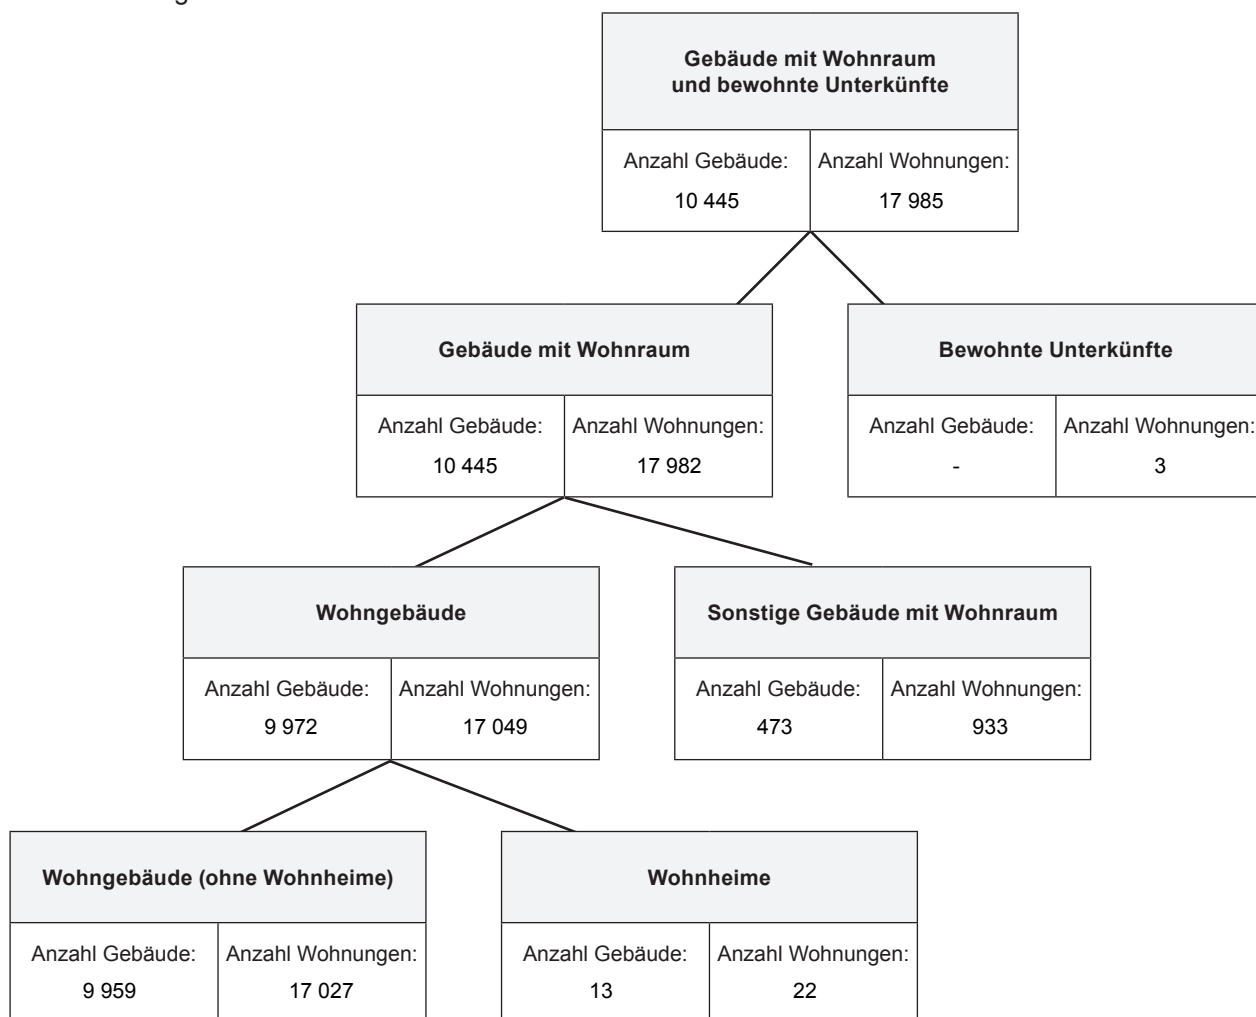 Gebäude mit Wohnraum
und bewohnte Unterkünfte
Anzahl Gebäude: Anzahl Wohnungen:
10 445 17 985
Gebäude mit Wohnraum
Anzahl Gebäude: Anzahl Wohnungen:
10 445 17 982
Bewohnte Unterkünfte
Anzahl Gebäude: Anzahl Wohnungen:
- 3
Wohngebäude
Anzahl Gebäude: Anzahl Wohnungen:
9 972 17 049
Sonstige Gebäude mit Wohnraum
Anzahl Gebäude: Anzahl Wohnungen:
473 933
Wohngebäude (ohne Wohnheime)
Anzahl Gebäude: Anzahl Wohnungen:
9 959 17 027
Wohnheime
Anzahl Gebäude: Anzahl Wohnungen:
13 22